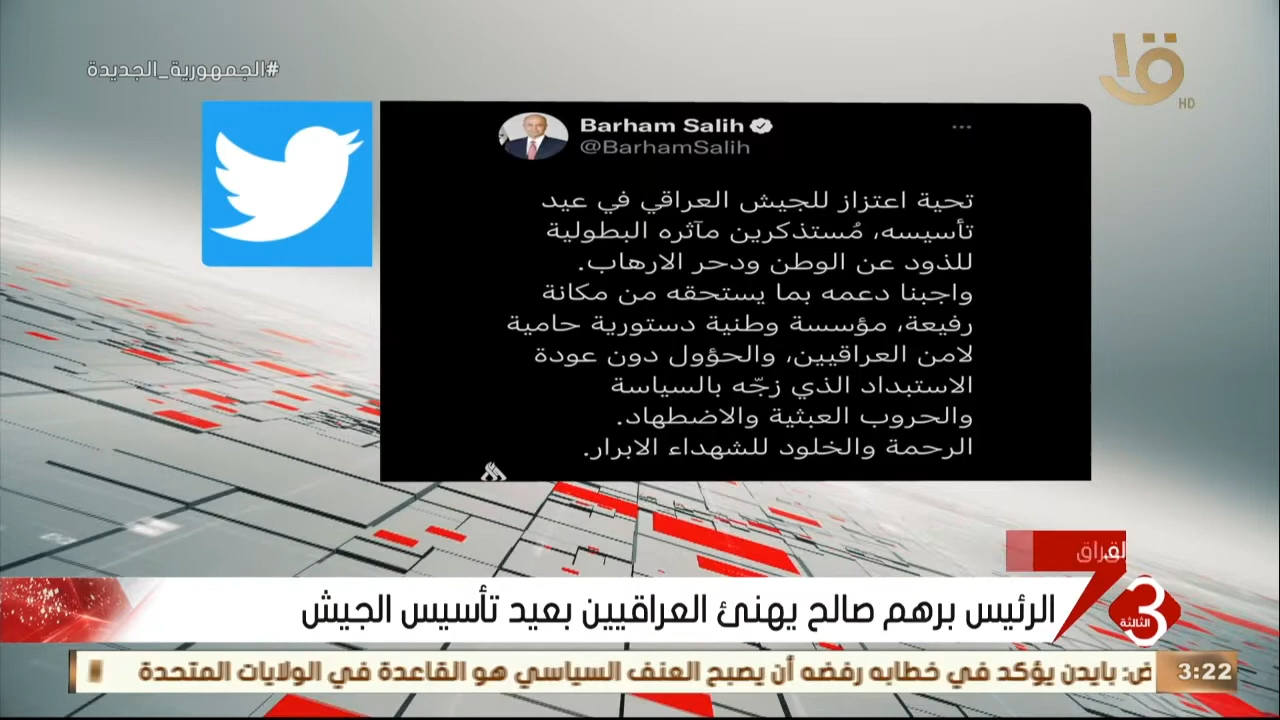 #الجمهورية_الجديدة
HD
Barham Salih
@BarhamSalih
تحية اعتزاز للجيش العراقي في عيد
تأسيسه، مُستذكرين مآثره البطولية
للذود عن الوطن ودحر الارهاب.
واجبنا دعمه بما يستحقه من مكانة
رفيعة، مؤسسة وطنية دستورية حامية
لامن العراقيين، والحؤول دون عودة
الاستبداد الذي زجّه بالسياسة
والحروب العبثية والاضطهاد.
الرحمة والخلود للشهداء الابرار.
3
الثالثة
الرئيس برهم صالح يهنئ العراقيين بعيد تأسيس الجيش
ض: بايدن يؤكد في خطابه رفضه أن يصبح العنف السياسي هو القاعدة في الولايات المتحدة
3:22